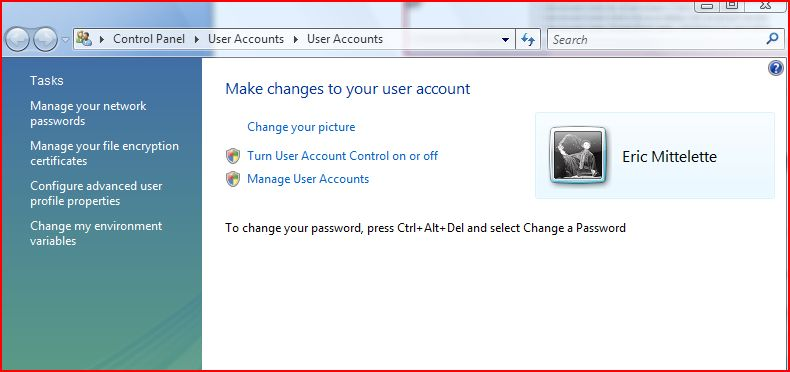 Control Panel User Accounts User Accounts
Search
Tasks
Manage your network
passwords
Manage your file encryption
certificates
Configure advanced user
profile properties
Change my environment
variables
Make changes to your user account
Change your picture
Turn User Account Control on or off
Manage User Accounts
Eric Mittelette
To change your password, press Ctrl+Alt+Del and select Change a Password